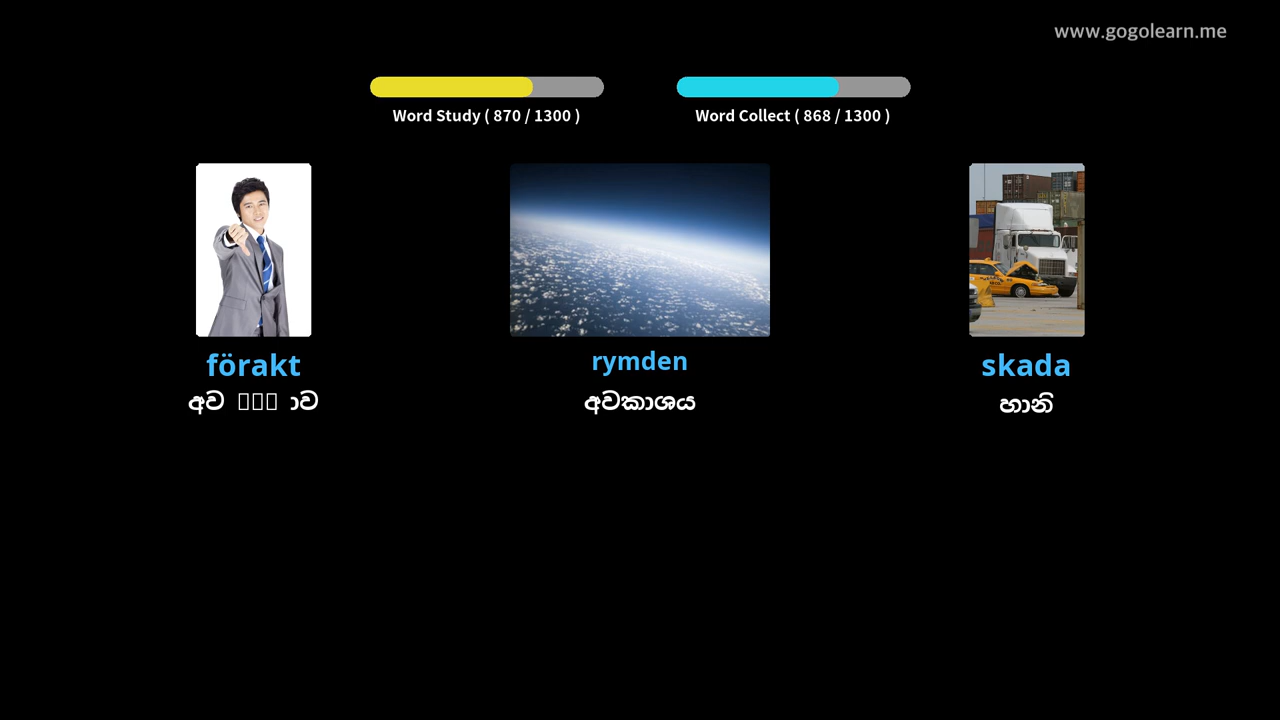 www.gogolearn.me
Word Study ( 870 / 1300 )
Word Collect ( 868 / 1300 )
förakt
rymden
skada
අවකාශය
හානි